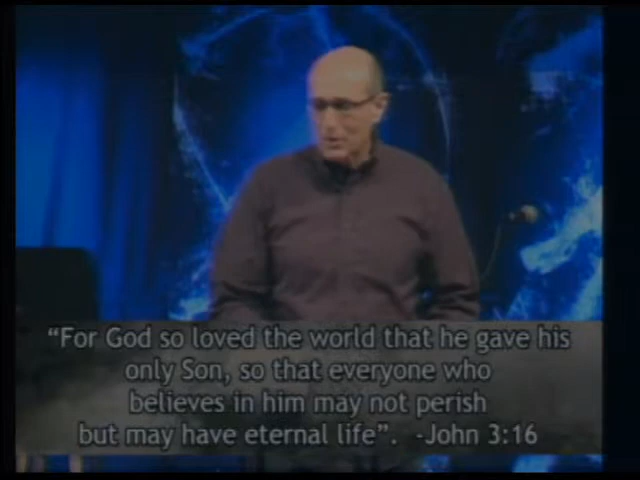 “For God so loved the world that he gave his
only Son, so that everyone who
believes in him may not perish
but may have eternal life”.  -John 3:16